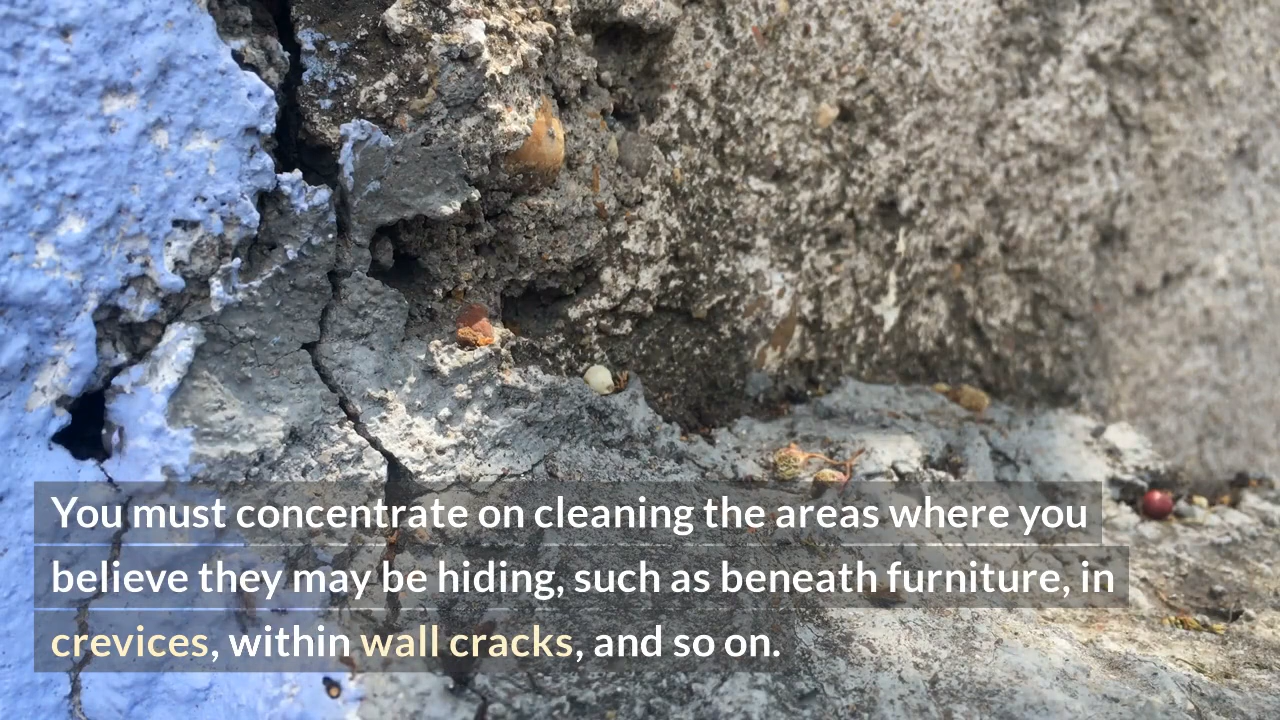 You must concentrate on cleaning the areas where you
believe they may be hiding, such as beneath furniture, in
crevices, within wall cracks, and so on.